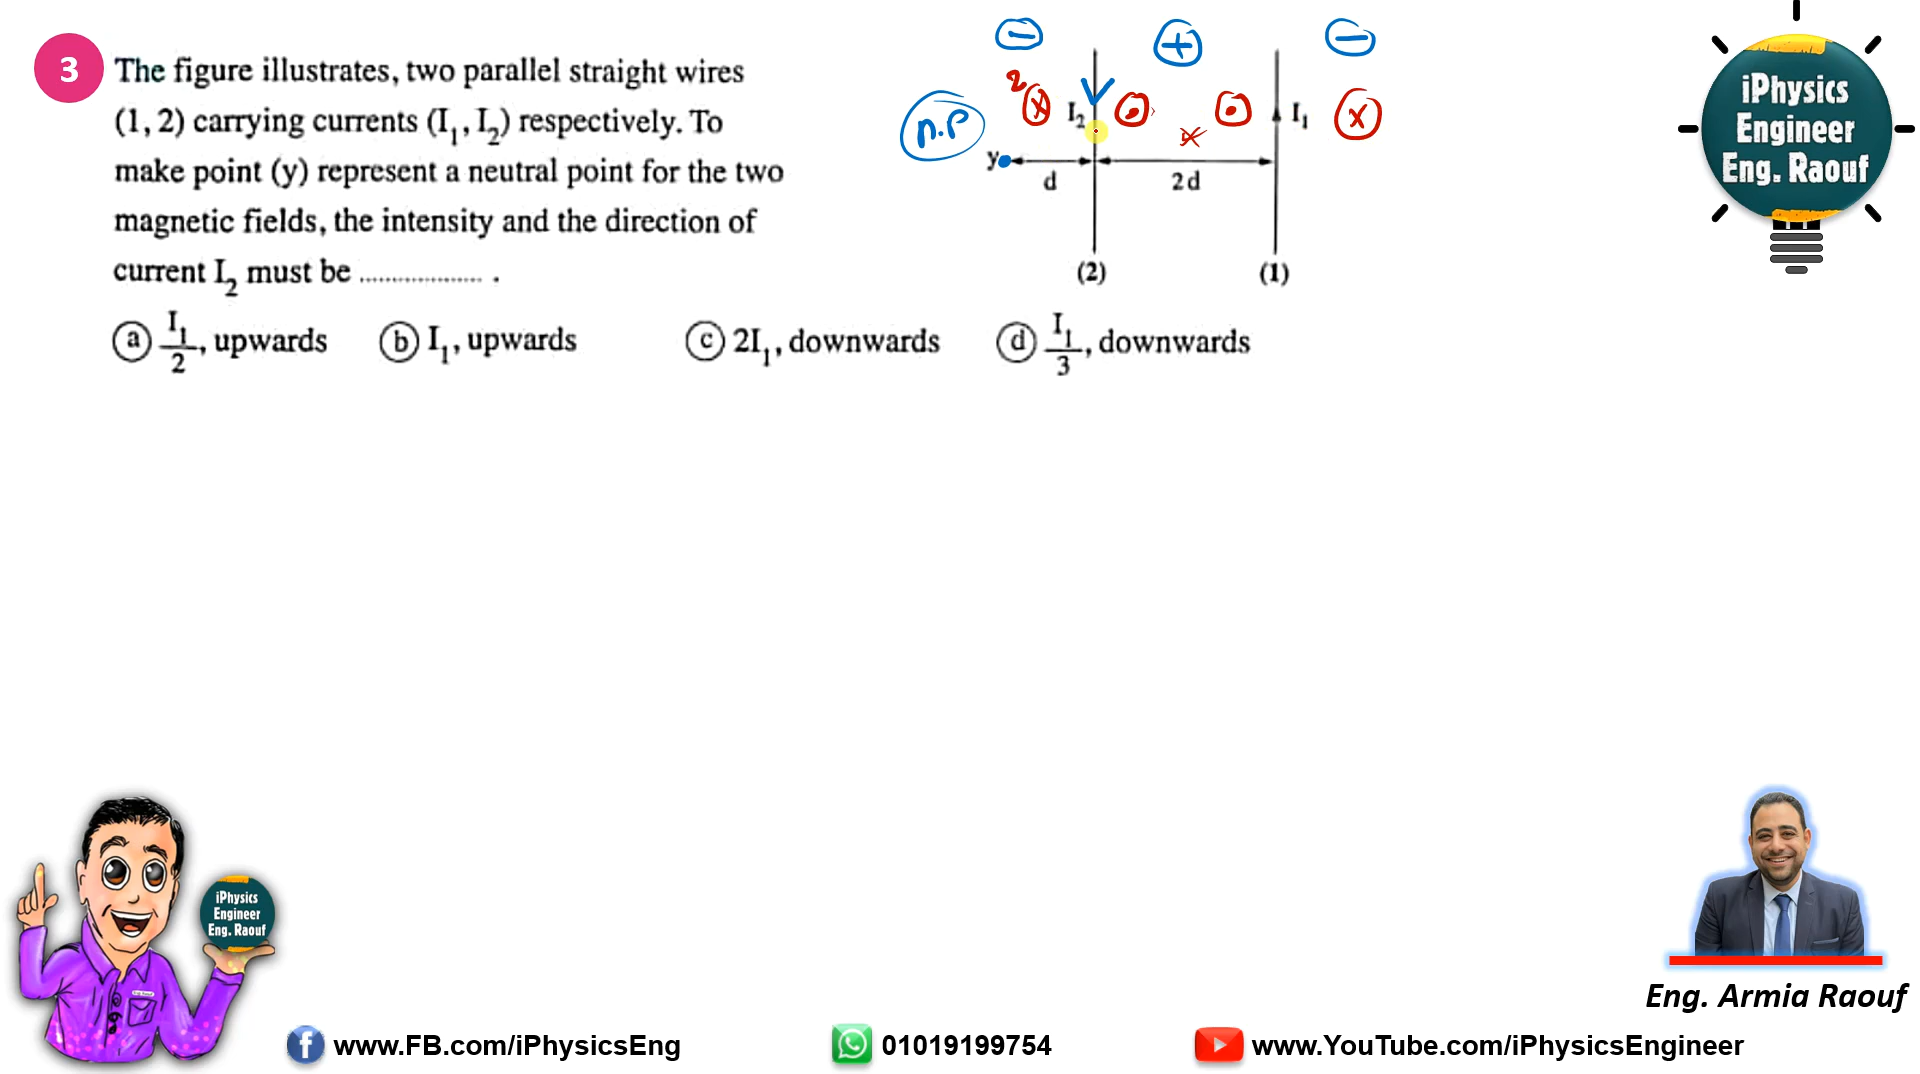 3
The figure illustrates, two parallel straight wires
(1, 2) carrying currents (I₁, I₂) respectively. To
make point (y) represent a neutral point for the two
magnetic fields, the intensity and the direction of
current I₂ must be .................. .
ⓐ I₁/2, upwards ⓑ I₁, upwards ⓒ 2I₁, downwards ⓓ I₁/3, downwards
− + −
2 x I₂ • • I₁ x
n.p
×
y d 2d
(2) (1)
iPhysics
Engineer
Eng. Raouf
iPhysics
Engineer
Eng. Raouf
Eng. Armia Raouf
f www.FB.com/iPhysicsEng 01019199754 www.YouTube.com/iPhysicsEngineer